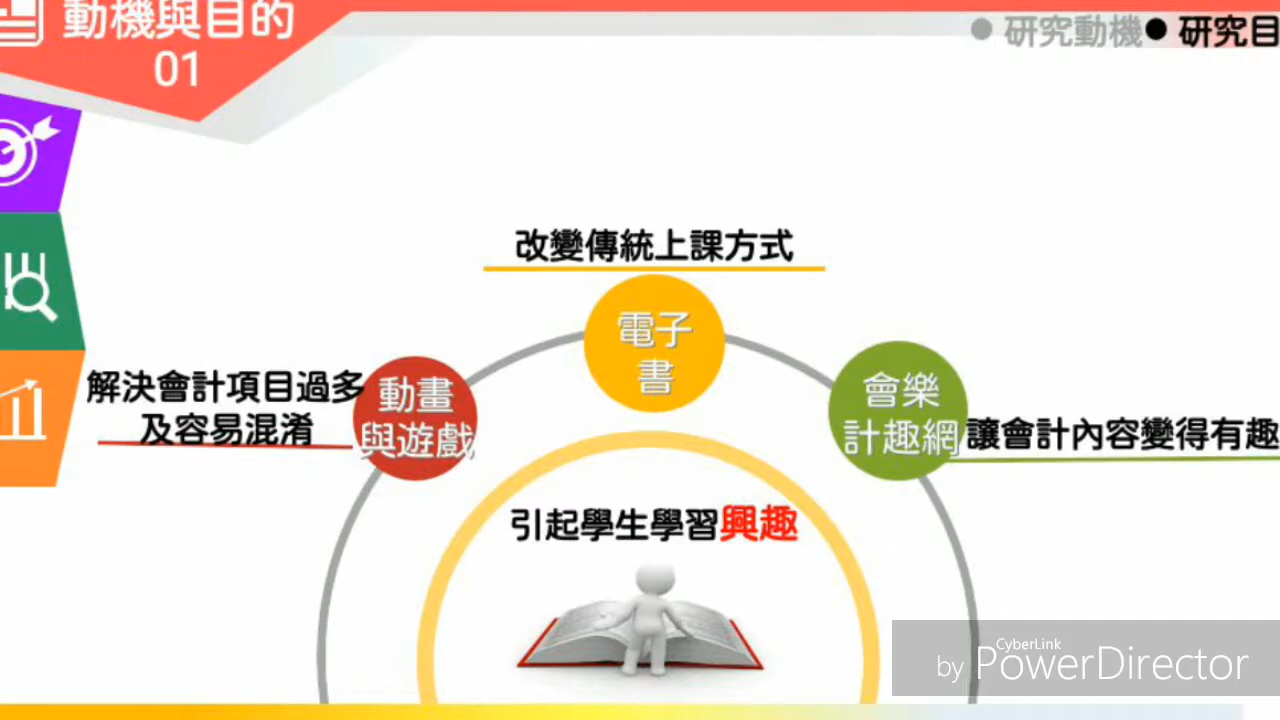 動機與目的
01
研究動機
研究目
改變傳統上課方式
電子
書
解決會計項目過多
及容易混淆
動畫
與遊戲
會樂
計趣網
讓會計內容變得有趣
引起學生學習興趣
CyberLink
by PowerDirector